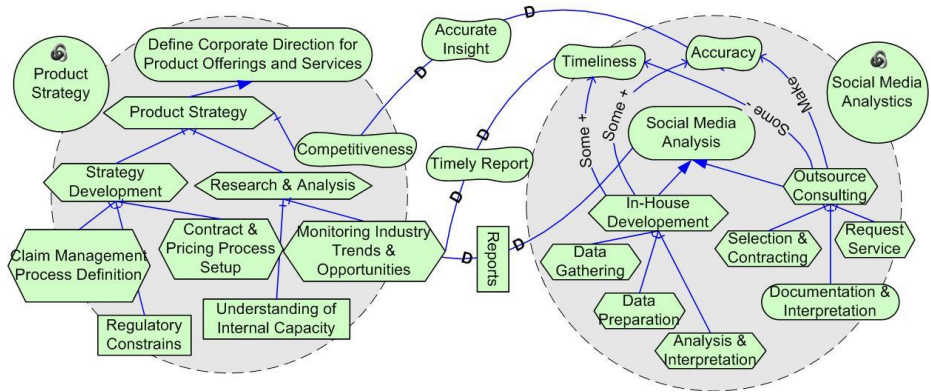 Product
Strategy
Define Corporate Direction for
Product Offerings and Services
Product Strategy
Competitiveness
Strategy
Development
Research & Analysis
Claim Management
Process Definition
Contract &
Pricing Process
Setup
Monitoring Industry
Trends &
Opportunities
Regulatory
Constrains
Understanding of
Internal Capacity
Accurate
Insight
D
D
D
D
Timely Report
D
D
Reports
Timeliness
Accuracy
Social Media
Analystics
Some +
Some +
Some -
Make
Social Media
Analysis
In-House
Developement
Outsource
Consulting
Data
Gathering
Data
Preparation
Analysis &
Interpretation
Selection &
Contracting
Request
Service
Documentation &
Interpretation